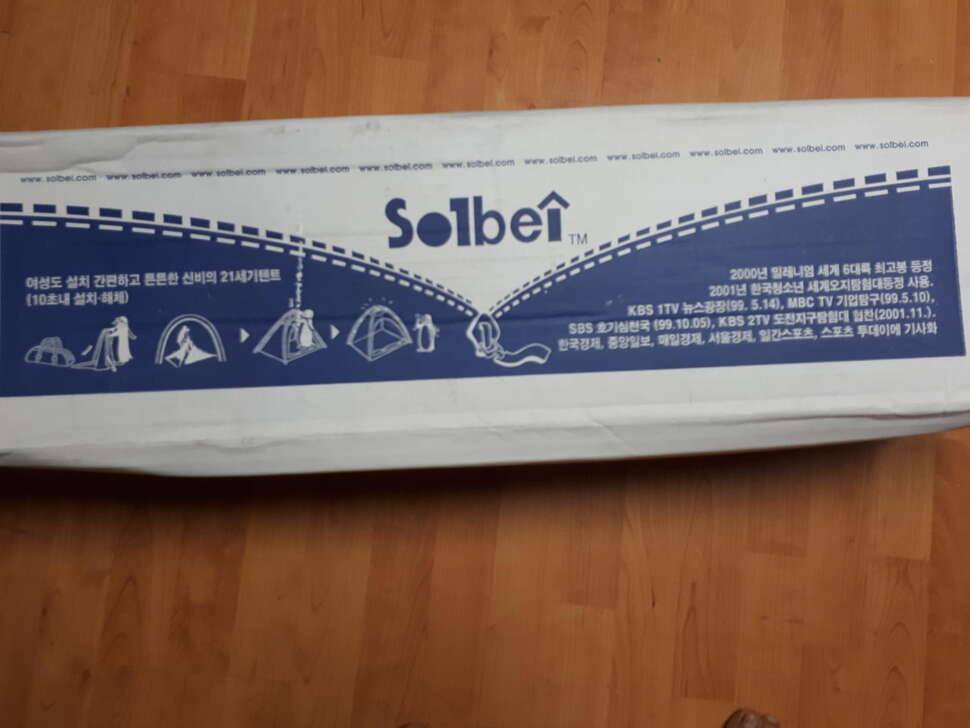 www.solbei.com www.solbei.com www.solbei.com www.solbei.com www.solbei.com www.solbei.com www.solbei.com www.solbei.com www.solbei.com www.solbei.com www.solbei.com
Solbei TM
여성도 설치 간편하고 튼튼한 신비의 21세기텐트
(10초내 설치·해체)
2000년 밀레니엄 세계 6대륙 최고봉 등정
2001년 한국청소년 세계오지탐험대등정 사용.
KBS 1TV 뉴스광장(99. 5.14), MBC TV 기업탐구(99.5.10),
SBS 호기심천국 (99.10.05), KBS 2TV 도전지구탐험대 협찬(2001.11.).
한국경제, 중앙일보, 매일경제, 서울경제, 일간스포츠, 스포츠 투데이에 기사화